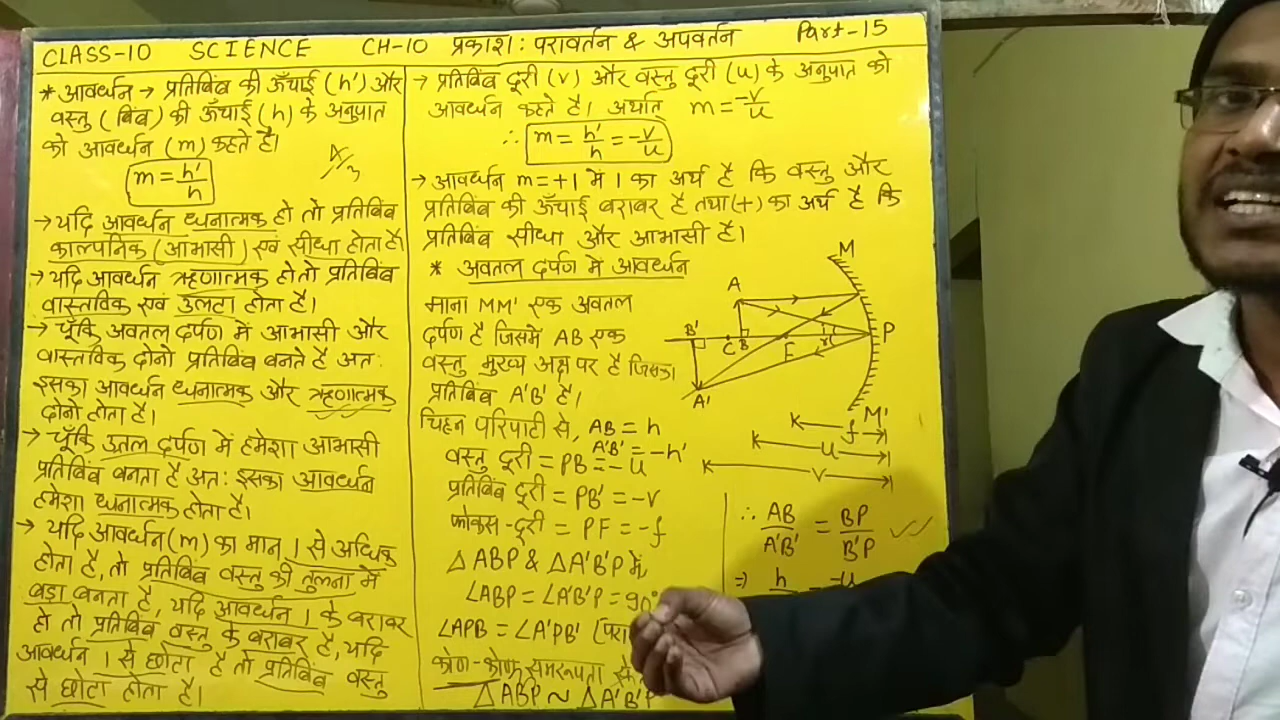 CLASS-10 SCIENCE CH-10 प्रकाश: परावर्तन & अपवर्तन Part-15
* आवर्धन → प्रतिबिंब की ऊँचाई (h') और
वस्तु (बिंब) की ऊँचाई (h) के अनुपात
को आवर्धन (m) कहते है।
m = h'/h
→ यदि आवर्धन धनात्मक हो तो प्रतिबिंब
काल्पनिक (आभासी) एवं सीधा होता है।
→ यदि आवर्धन ऋणात्मक हो तो प्रतिबिंब
वास्तविक एवं उलटा होता है।
→ चूँकि अवतल दर्पण में आभासी और
वास्तविक दोनो प्रतिबिंब बनते है अत:
इसका आवर्धन धनात्मक और ऋणात्मक
दोनो होता है।
→ चूँकि उतल दर्पण में हमेशा आभासी
प्रतिबिंब बनता है अत: इसका आवर्धन
हमेशा धनात्मक होता है।
→ यदि आवर्धन (m) का मान 1 से अधिक
होता है, तो प्रतिबिंब वस्तु की तुलना में
बड़ा बनता है, यदि आवर्धन 1 के बराबर
हो तो प्रतिबिंब वस्तु के बराबर है, यदि
आवर्धन 1 से छोटा है तो प्रतिबिंब वस्तु
से छोटा होता है।
→ प्रतिबिंब दूरी (v) और वस्तु दूरी (u) के अनुपात को
आवर्धन कहते है। अर्थात् m = -v/u
∴ m = h'/h = -v/u
→ आवर्धन m = +1 में 1 का अर्थ है कि वस्तु और
प्रतिबिंब की ऊँचाई बराबर है तथा (+) का अर्थ है कि
प्रतिबिंब सीधा और आभासी है।
* अवतल दर्पण में आवर्धन
माना MM' एक अवतल
दर्पण है जिसमें AB एक
वस्तु मुख्य अक्ष पर है जिसका
प्रतिबिंब A'B' है।
चिहन परिपाटी से, AB = h
A'B' = -h'
वस्तु दूरी = PB = -u
प्रतिबिंब दूरी = PB' = -v
फोकस-दूरी = PF = -f
△ABP & △A'B'P में,
∠ABP = ∠A'B'P = 90°
∠APB = ∠A'PB'
कोण-कोण समरूपता से
△ABP ~ △A'B'P
M
A
B' C B F r P
A'
M'
f
u
v
∴ AB/A'B' = BP/B'P
⇒ h -u